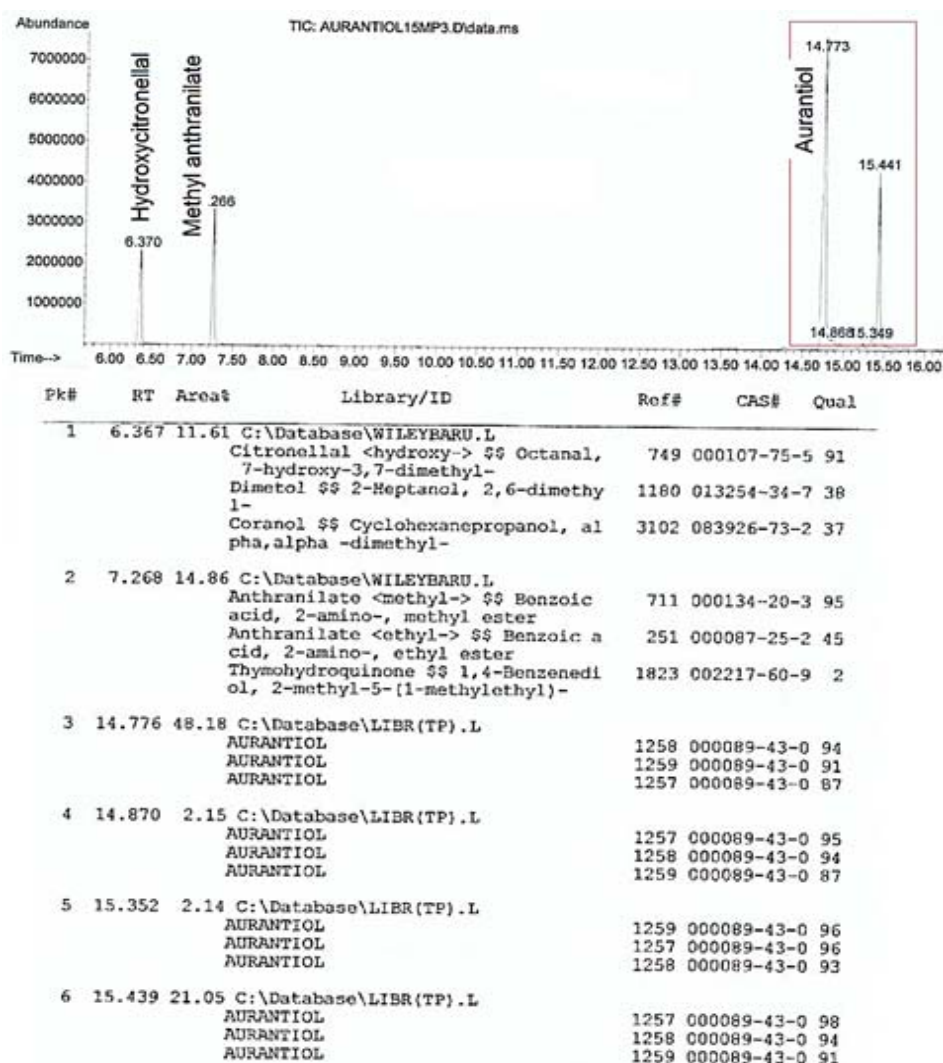 Abundance
TIC: AURANTIOL15MP3.D\data.ms
7000000
6000000
5000000
4000000
3000000
2000000
1000000
Hydroxycitronellal
6.370
Methyl anthranilate
.266
Aurantiol
14.773
15.441
14.868 15.349
Time--> 6.00 6.50 7.00 7.50 8.00 8.50 9.00 9.50 10.00 10.50 11.00 11.50 12.00 12.50 13.00 13.50 14.00 14.50 15.00 15.50 16.00
Pk# RT Area% Library/ID Ref# CAS# Qual
1 6.367 11.61 C:\Database\WILEYBARU.L
Citronellal <hydroxy-> $$ Octanal, 749 000107-75-5 91
7-hydroxy-3,7-dimethyl-
Dimetol $$ 2-Heptanol, 2,6-dimethy 1180 013254-34-7 38
l-
Coranol $$ Cyclohexanepropanol, al 3102 083926-73-2 37
pha,alpha -dimethyl-
2 7.268 14.86 C:\Database\WILEYBARU.L
Anthranilate <methyl-> $$ Benzoic 711 000134-20-3 95
acid, 2-amino-, methyl ester
Anthranilate <ethyl-> $$ Benzoic a 251 000087-25-2 45
cid, 2-amino-, ethyl ester
Thymohydroquinone $$ 1,4-Benzenedi 1823 002217-60-9 2
ol, 2-methyl-5-(1-methylethyl)-
3 14.776 48.18 C:\Database\LIBR(TP).L
AURANTIOL 1258 000089-43-0 94
AURANTIOL 1259 000089-43-0 91
AURANTIOL 1257 000089-43-0 87
4 14.870 2.15 C:\Database\LIBR(TP).L
AURANTIOL 1257 000089-43-0 95
AURANTIOL 1258 000089-43-0 94
AURANTIOL 1259 000089-43-0 87
5 15.352 2.14 C:\Database\LIBR(TP).L
AURANTIOL 1259 000089-43-0 96
AURANTIOL 1257 000089-43-0 96
AURANTIOL 1258 000089-43-0 93
6 15.439 21.05 C:\Database\LIBR(TP).L
AURANTIOL 1257 000089-43-0 98
AURANTIOL 1258 000089-43-0 94
AURANTIOL 1259 000089-43-0 91